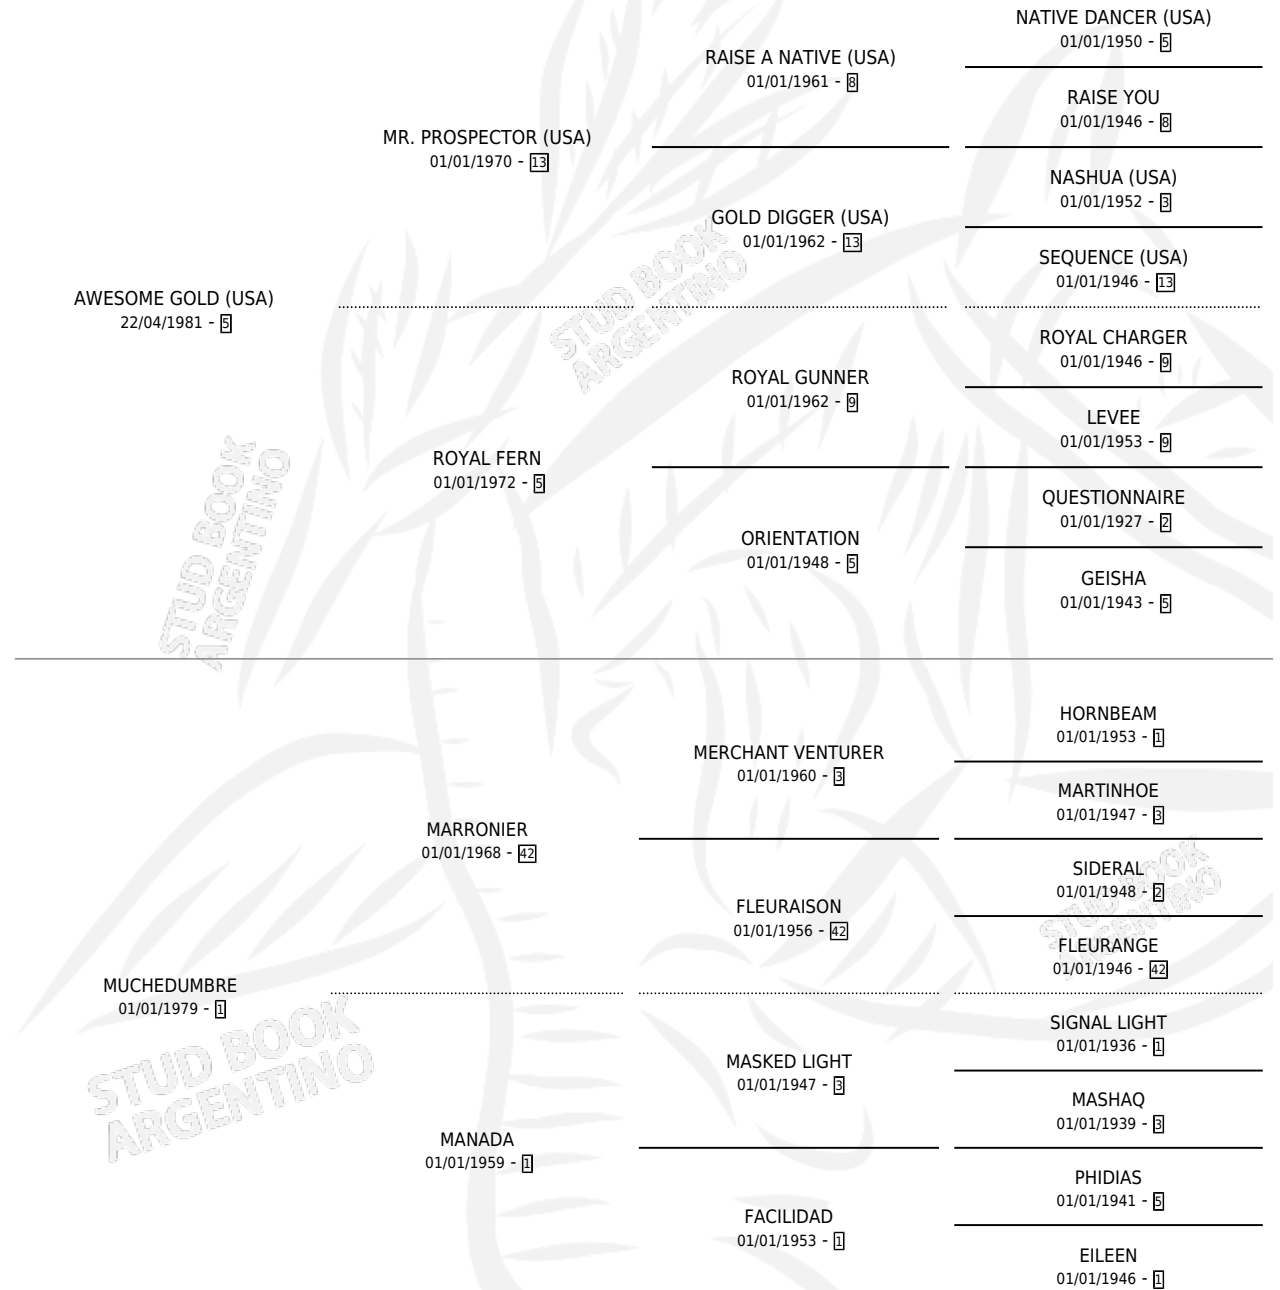 NATIVE DANCER (USA)
01/01/1950 - 5
RAISE A NATIVE (USA)
01/01/1961 - 8
RAISE YOU
01/01/1946 - 8
MR. PROSPECTOR (USA)
01/01/1970 - 13
NASHUA (USA)
01/01/1952 - 3
GOLD DIGGER (USA)
01/01/1962 - 13
SEQUENCE (USA)
01/01/1946 - 13
AWESOME GOLD (USA)
22/04/1981 - 5
ROYAL CHARGER
01/01/1946 - 9
ROYAL GUNNER
01/01/1962 - 9
LEVEE
01/01/1953 - 9
ROYAL FERN
01/01/1972 - 5
QUESTIONNAIRE
01/01/1927 - 2
ORIENTATION
01/01/1948 - 5
GEISHA
01/01/1943 - 5
HORNBEAM
01/01/1953 - 1
MERCHANT VENTURER
01/01/1960 - 3
MARTINHOE
01/01/1947 - 3
MARRONIER
01/01/1968 - 42
SIDERAL
01/01/1948 - 2
FLEURAISON
01/01/1956 - 42
FLEURANGE
01/01/1946 - 42
MUCHEDUMBRE
01/01/1979 - 1
SIGNAL LIGHT
01/01/1936 - 1
MASKED LIGHT
01/01/1947 - 3
MASHAQ
01/01/1939 - 3
MANADA
01/01/1959 - 1
PHIDIAS
01/01/1941 - 5
FACILIDAD
01/01/1953 - 1
EILEEN
01/01/1946 - 1
STUD BOOK
ARGENTINO
STUD BOOK
ARGENTINO
STUD BOOK
ARGENTINO
STUD BOOK
ARGENTINO